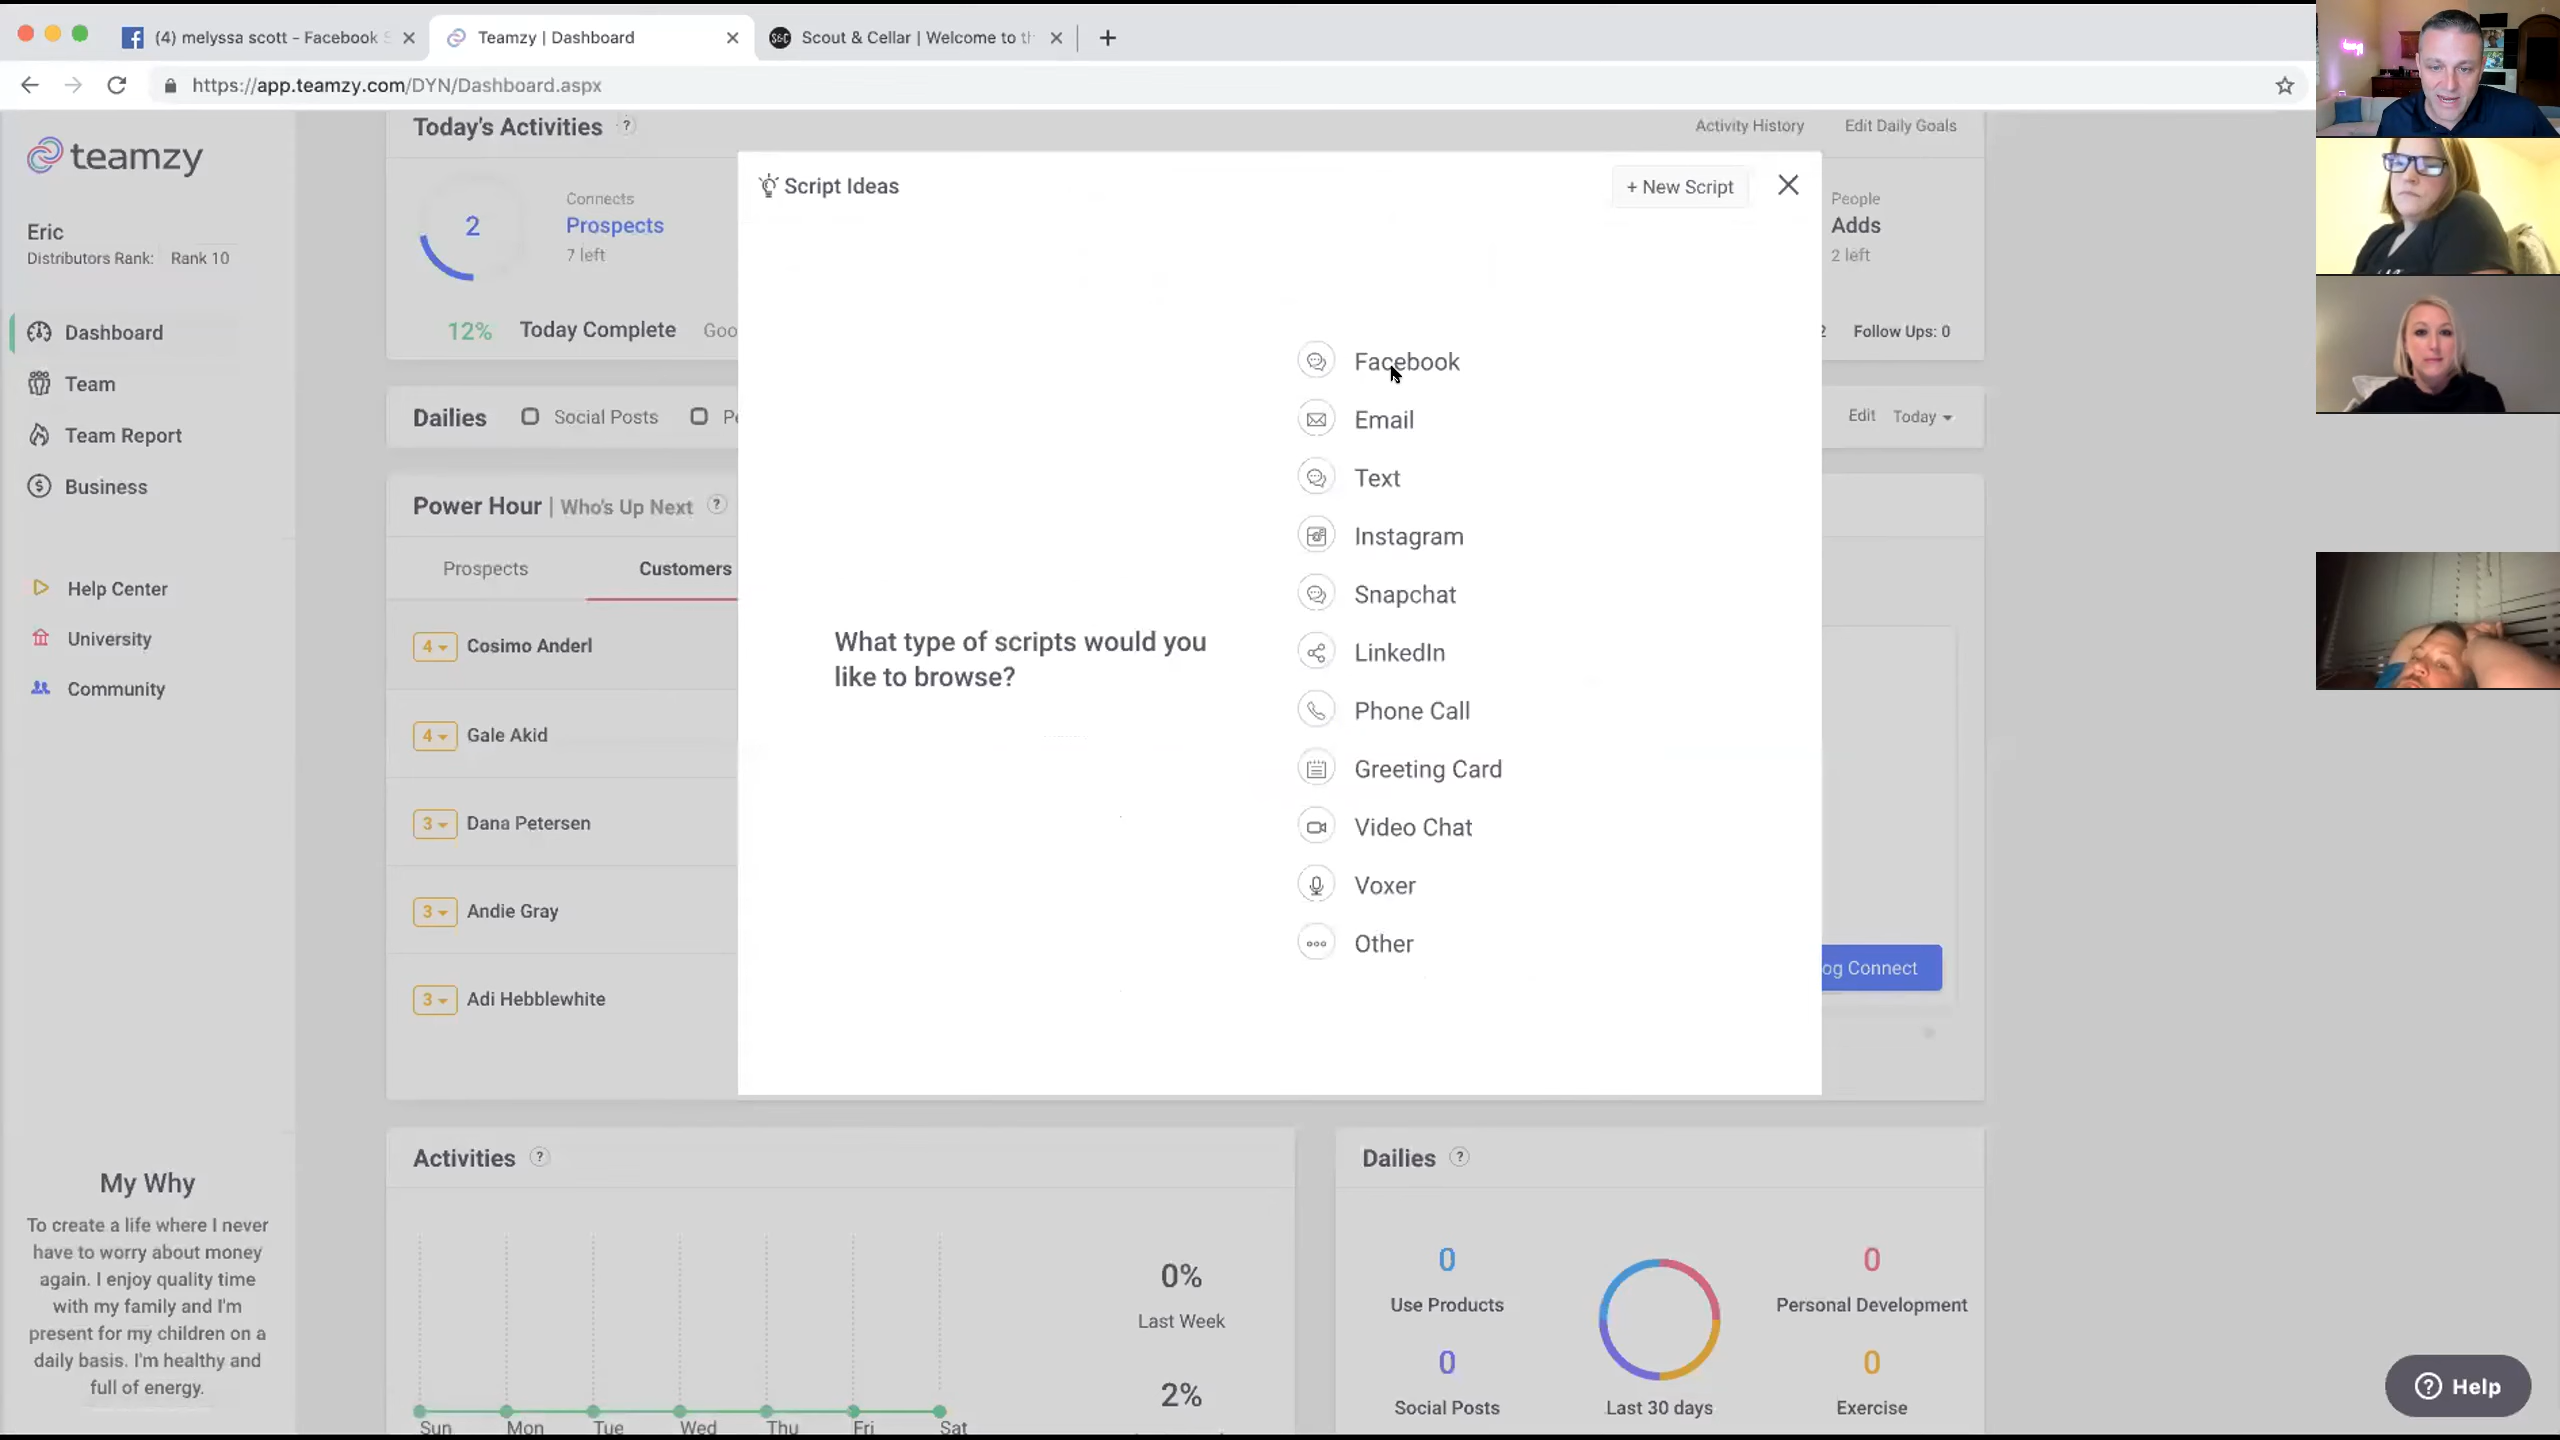 (4) melyssa scott - Facebook S
Teamzy | Dashboard
S&C
Scout & Cellar | Welcome to th
https://app.teamzy.com/DYN/Dashboard.aspx
teamzy
Eric
Distributors Rank: Rank 10
Dashboard
Team
Team Report
Business
Help Center
University
Community
My Why
To create a life where I never
have to worry about money
again. I enjoy quality time
with my family and I'm
present for my children on a
daily basis. I'm healthy and
full of energy.
Today's Activities ?
Activity History
Edit Daily Goals
2
Connects
Prospects
7 left
People
Adds
2 left
12% Today Complete Goo
2 Follow Ups: 0
Dailies
Social Posts
Pe
Edit
Today
Power Hour | Who's Up Next ?
Prospects
Customers
4 Cosimo Anderl
4 Gale Akid
3 Dana Petersen
3 Andie Gray
3 Adi Hebblewhite
og Connect
Script Ideas
+ New Script
What type of scripts would you
like to browse?
Facebook
Email
Text
Instagram
Snapchat
LinkedIn
Phone Call
Greeting Card
Video Chat
Voxer
Other
Activities ?
Sun Mon Tue Wed Thu Fri Sat
0%
Last Week
2%
Dailies ?
0
Use Products
0
Social Posts
Last 30 days
0
Personal Development
0
Exercise
? Help